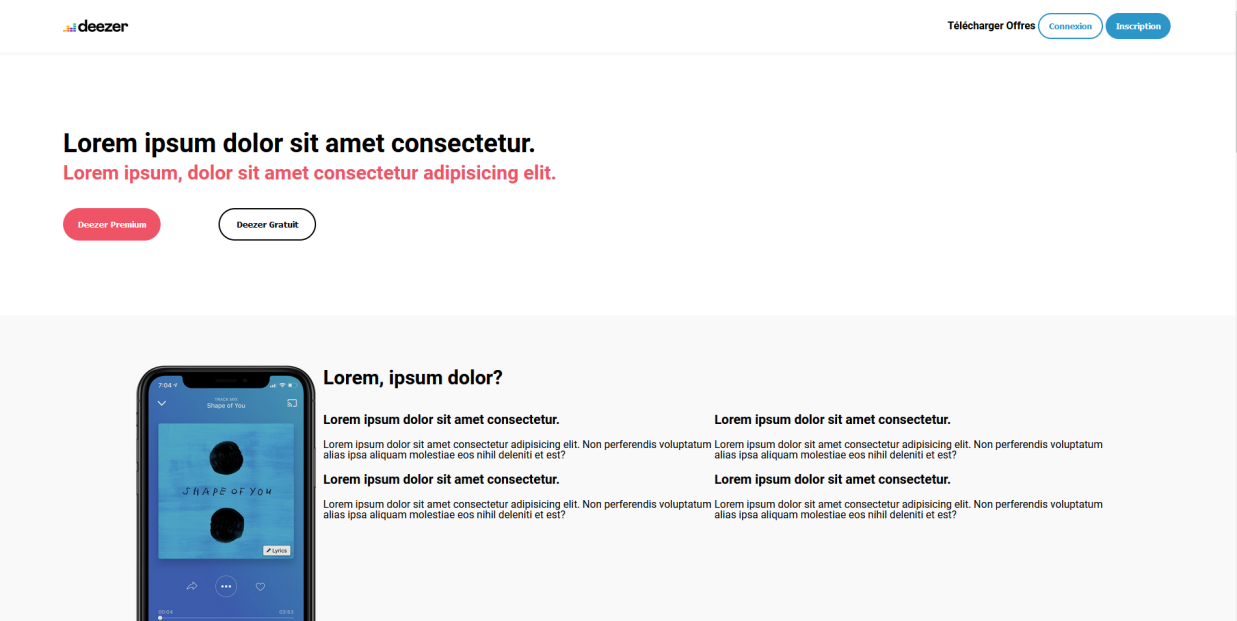 deezer
Télécharger Offres Connexion Inscription
Lorem ipsum dolor sit amet consectetur.
Lorem ipsum, dolor sit amet consectetur adipisicing elit.
Deezer Premium Deezer Gratuit
7:04
TRACK MIX
Shape of You
SHAPE OF YOU
Lyrics
00:04 03:53
Lorem, ipsum dolor?
Lorem ipsum dolor sit amet consectetur.
Lorem ipsum dolor sit amet consectetur adipisicing elit. Non perferendis voluptatum
alias ipsa aliquam molestiae eos nihil deleniti et est?
Lorem ipsum dolor sit amet consectetur.
Lorem ipsum dolor sit amet consectetur adipisicing elit. Non perferendis voluptatum
alias ipsa aliquam molestiae eos nihil deleniti et est?
Lorem ipsum dolor sit amet consectetur.
Lorem ipsum dolor sit amet consectetur adipisicing elit. Non perferendis voluptatum
alias ipsa aliquam molestiae eos nihil deleniti et est?
Lorem ipsum dolor sit amet consectetur.
Lorem ipsum dolor sit amet consectetur adipisicing elit. Non perferendis voluptatum
alias ipsa aliquam molestiae eos nihil deleniti et est?